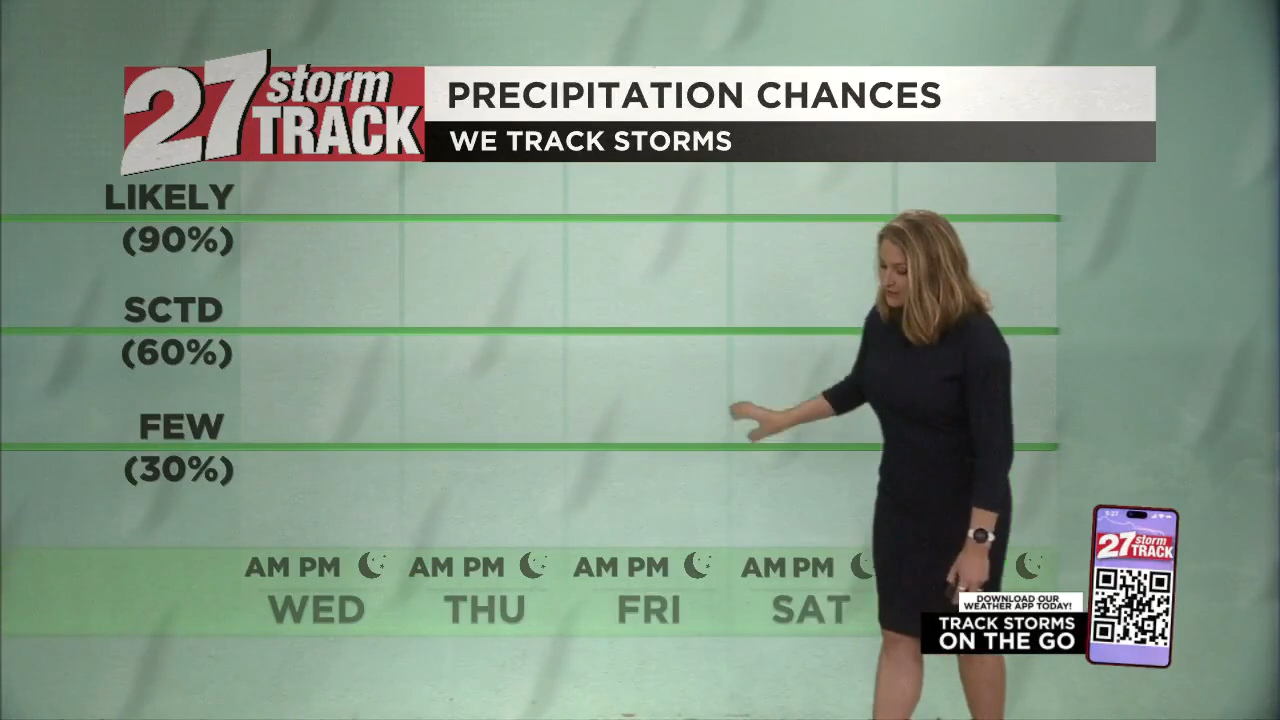 27 storm TRACK
PRECIPITATION CHANCES
WE TRACK STORMS
LIKELY
(90%)
SCTD
(60%)
FEW
(30%)
AM PM AM PM AM PM AM PM
WED THU FRI SAT
5:27
27 storm TRACK
DOWNLOAD OUR
WEATHER APP TODAY!
TRACK STORMS
ON THE GO